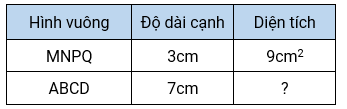 Hình vuông Độ dài cạnh Diện tích
MNPQ 3cm 9cm²
ABCD 7cm ?